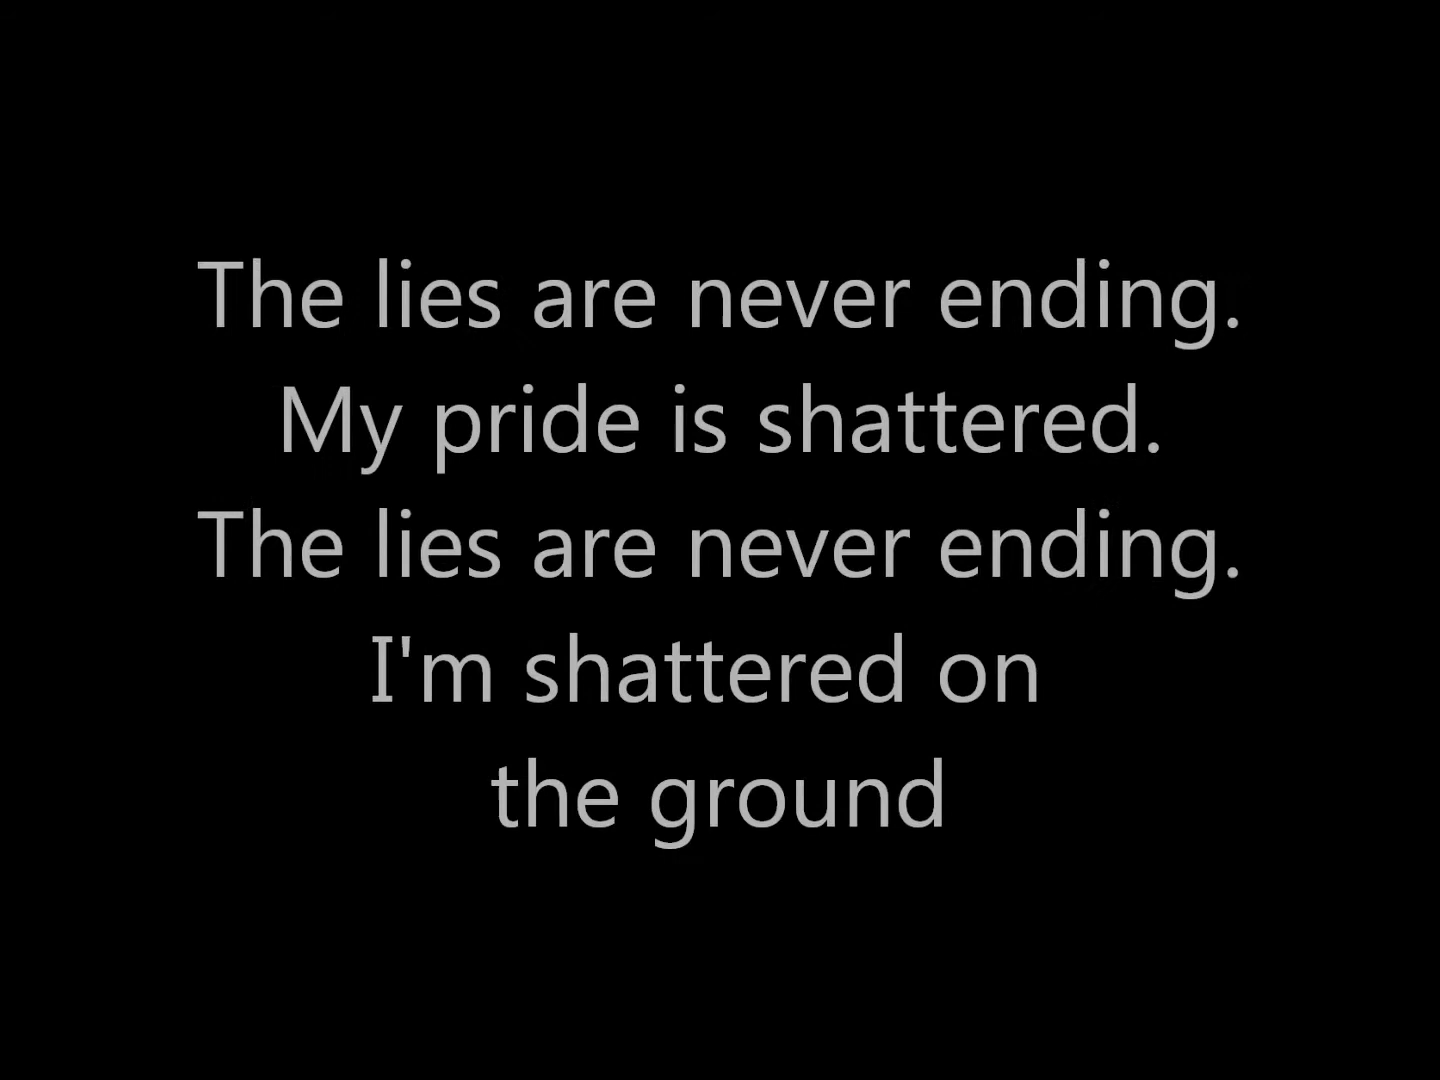 The lies are never ending.
My pride is shattered.
The lies are never ending.
I'm shattered on
the ground